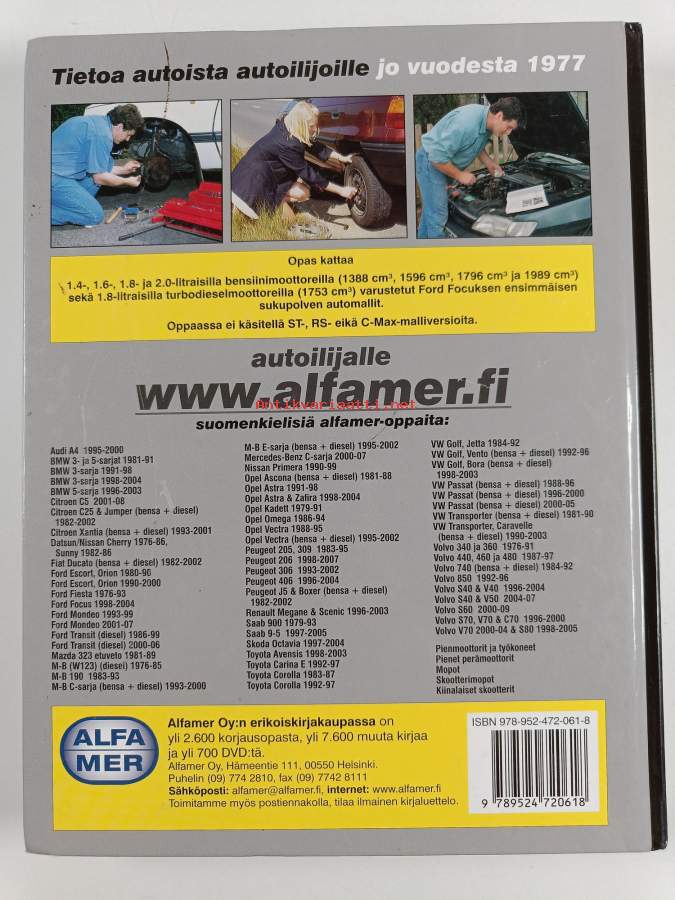 Tietoa autoista autoilijoille jo vuodesta 1977
Opas kattaa
1.4-, 1.6-, 1.8- ja 2.0-litraisilla bensiinimoottoreilla (1388 cm³, 1596 cm³, 1796 cm³ ja 1989 cm³)
sekä 1.8-litraisilla turbodieselmoottoreilla (1753 cm³) varustetut Ford Focuksen ensimmäisen
sukupolven automallit.
Oppaassa ei käsitellä ST-, RS- eikä C-Max-malliversioita.
autoilijalle
www.alfamer.fi
Antikvariaatti.net
suomenkielisiä alfamer-oppaita:
Audi A4 1995-2000
BMW 3- ja 5-sarjat 1981-91
BMW 3-sarja 1991-98
BMW 3-sarja 1998-2004
BMW 5-sarja 1996-2003
Citroen C5 2001-08
Citroen C25 & Jumper (bensa + diesel)
1982-2002
Citroen Xantia (bensa + diesel) 1993-2001
Datsun/Nissan Cherry 1976-86,
Sunny 1982-86
Fiat Ducato (bensa + diesel) 1982-2002
Ford Escort, Orion 1980-90
Ford Escort, Orion 1990-2000
Ford Fiesta 1976-93
Ford Focus 1998-2004
Ford Mondeo 1993-99
Ford Mondeo 2001-07
Ford Transit (diesel) 1986-99
Ford Transit (diesel) 2000-06
Mazda 323 etuveto 1981-89
M-B (W123) (diesel) 1976-85
M-B 190 1983-93
M-B C-sarja (bensa + diesel) 1993-2000
M-B E-sarja (bensa + diesel) 1995-2002
Mercedes-Benz C-sarja 2000-07
Nissan Primera 1990-99
Opel Ascona (bensa + diesel) 1981-88
Opel Astra 1991-98
Opel Astra & Zafira 1998-2004
Opel Kadett 1979-91
Opel Omega 1986-94
Opel Vectra 1988-95
Opel Vectra (bensa + diesel) 1995-2002
Peugeot 205, 309 1983-95
Peugeot 206 1998-2007
Peugeot 306 1993-2002
Peugeot 406 1996-2004
Peugeot J5 & Boxer (bensa + diesel)
1982-2002
Renault Megane & Scenic 1996-2003
Saab 900 1979-93
Saab 9-5 1997-2005
Skoda Octavia 1997-2004
Toyota Avensis 1998-2003
Toyota Carina E 1992-97
Toyota Corolla 1983-87
Toyota Corolla 1992-97
VW Golf, Jetta 1984-92
VW Golf, Vento (bensa + diesel) 1992-96
VW Golf, Bora (bensa + diesel)
1998-2003
VW Passat (bensa + diesel) 1988-96
VW Passat (bensa + diesel) 1996-2000
VW Passat (bensa + diesel) 2000-05
VW Transporter (bensa + diesel) 1981-90
VW Transporter, Caravelle
(bensa + diesel) 1990-2003
Volvo 340 ja 360 1976-91
Volvo 440, 460 ja 480 1987-97
Volvo 740 (bensa + diesel) 1984-92
Volvo 850 1992-96
Volvo S40 & V40 1996-2004
Volvo S40 & V50 2004-07
Volvo S60 2000-09
Volvo S70, V70 & C70 1996-2000
Volvo V70 2000-04 & S80 1998-2005
Pienmoottorit ja työkoneet
Pienet perämoottorit
Mopot
Skootterimopot
Kiinalaiset skootterit
ALFA
MER
Alfamer Oy:n erikoiskirjakaupassa on
yli 2.600 korjausopasta, yli 7.600 muuta kirjaa
ja yli 700 DVD:tä.
Alfamer Oy, Hämeentie 111, 00550 Helsinki.
Puhelin (09) 774 2810, fax (09) 7742 8111
Sähköposti: alfamer@alfamer.fi, internet: www.alfamer.fi
Toimitamme myös postiennakolla, tilaa ilmainen kirjaluettelo.
ISBN 978-952-472-061-8
9 789524 720618